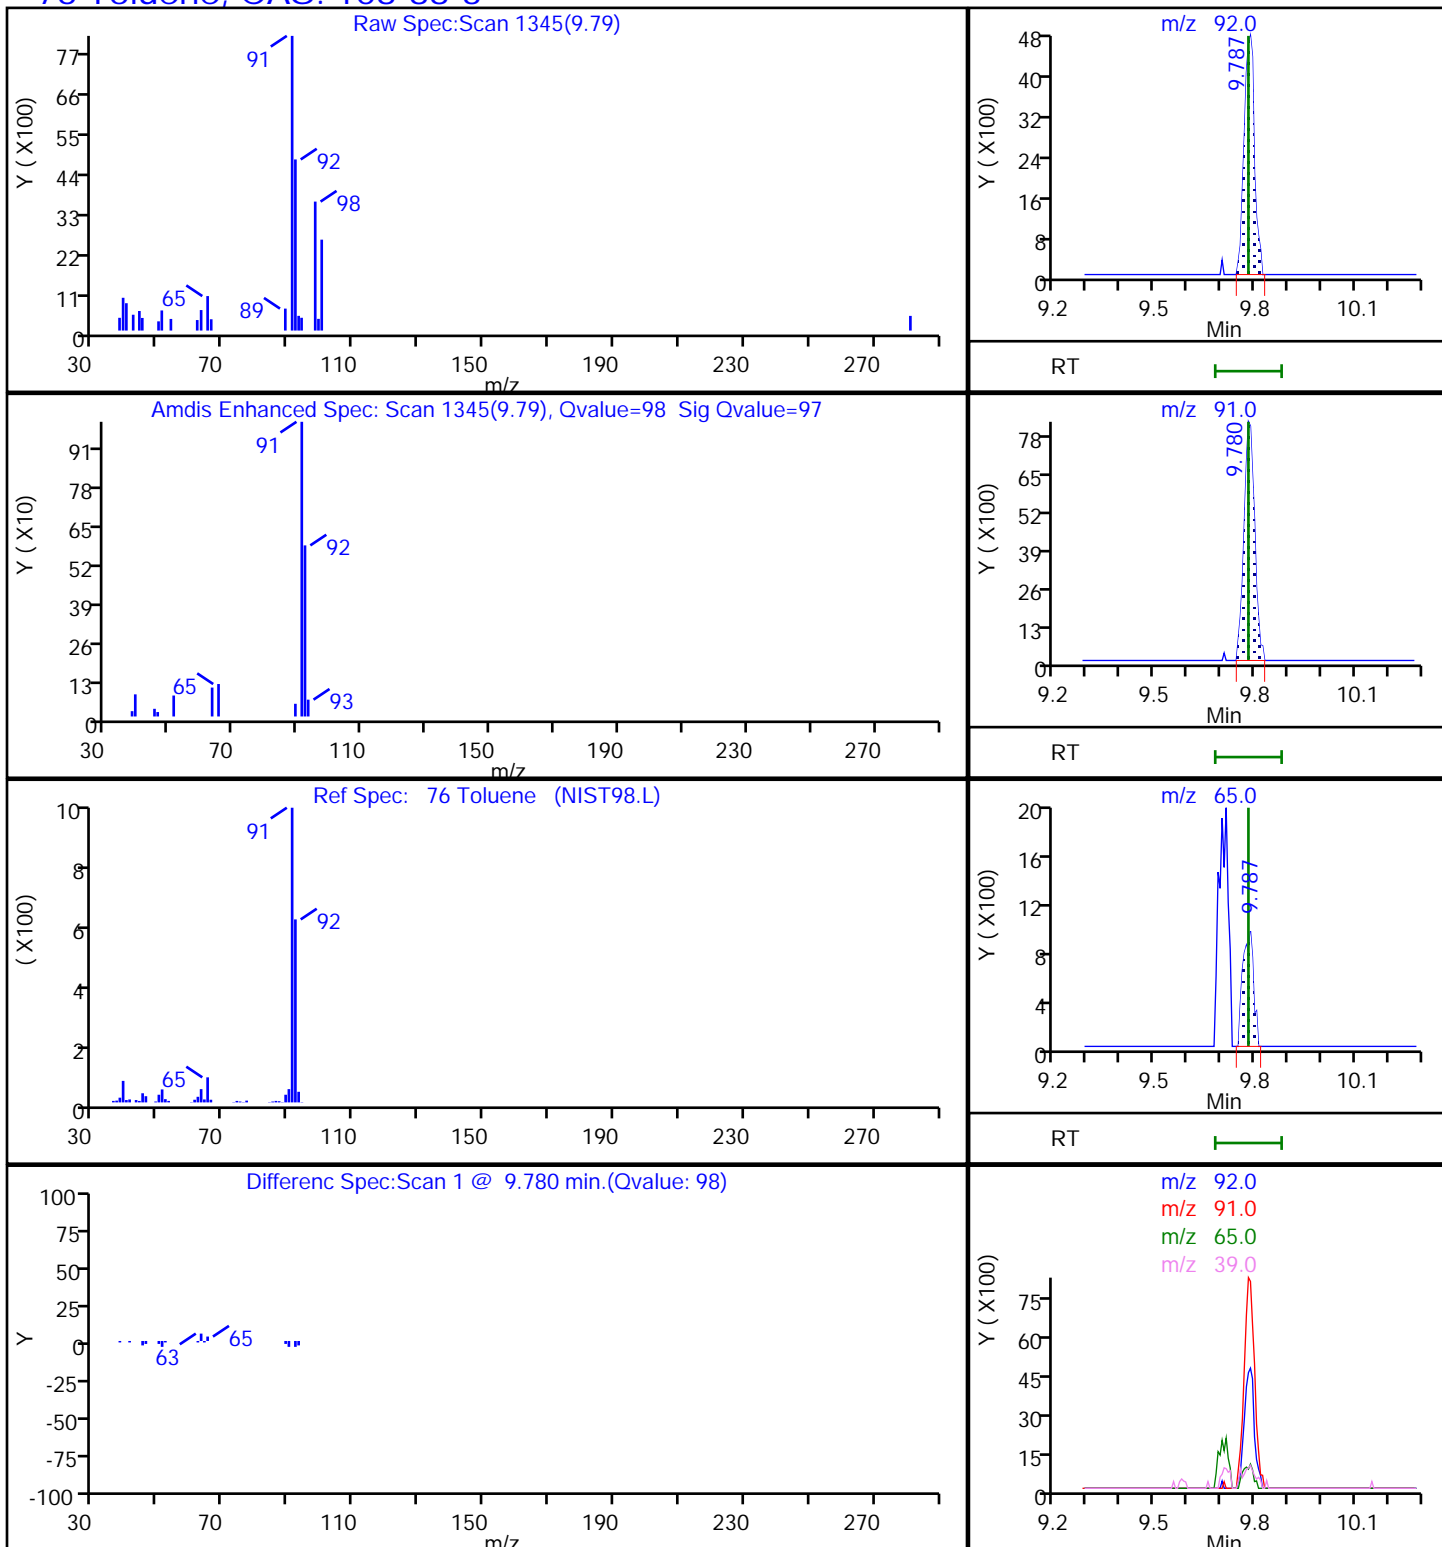 Raw Spec:Scan 1345(9.79)
Y ( X100)
77
66
55
44
33
22
11
0
91
92
98
65
89
30 70 110 150 190 230 270
m/z
m/z 92.0
Y ( X100)
48
40
32
24
16
8
0
9.787
9.2 9.5 9.8 10.1
Min
RT
Amdis Enhanced Spec: Scan 1345(9.79), Qvalue=98 Sig Qvalue=97
Y ( X10)
91
78
65
52
39
26
13
0
91
92
65
93
30 70 110 150 190 230 270
m/z
m/z 91.0
Y ( X100)
78
65
52
39
26
13
0
9.780
9.2 9.5 9.8 10.1
Min
RT
Ref Spec: 76 Toluene (NIST98.L)
( X100)
10
8
6
4
2
0
91
92
65
30 70 110 150 190 230 270
m/z 65.0
Y ( X100)
20
16
12
8
4
0
9.787
9.2 9.5 9.8 10.1
Min
RT
Differenc Spec:Scan 1 @ 9.780 min.(Qvalue: 98)
Y
100
75
50
25
0
-25
-50
-75
-100
63
65
30 70 110 150 190 230 270
m/z
m/z 92.0
m/z 91.0
m/z 65.0
m/z 39.0
Y ( X100)
75
60
45
30
15
0
9.2 9.5 9.8 10.1
Min